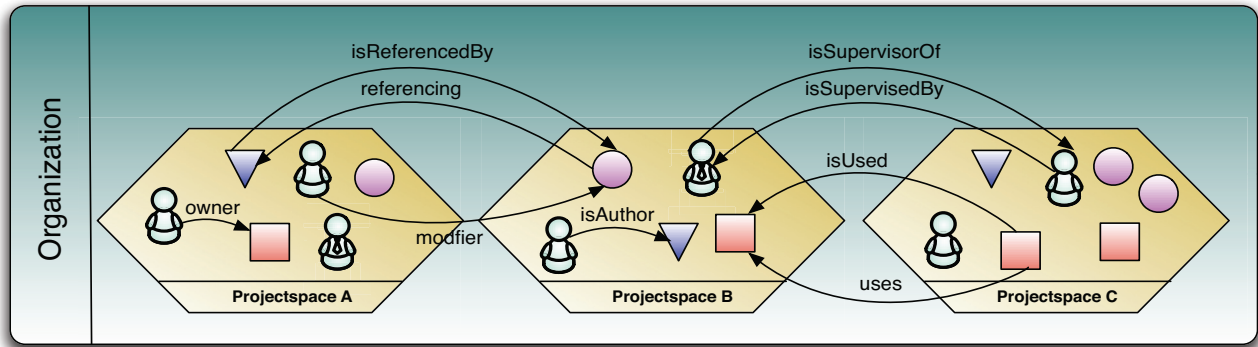 Organization
isReferencedBy
referencing
isSupervisorOf
isSupervisedBy
isUsed
owner
modfier
isAuthor
uses
Projectspace A
Projectspace B
Projectspace C